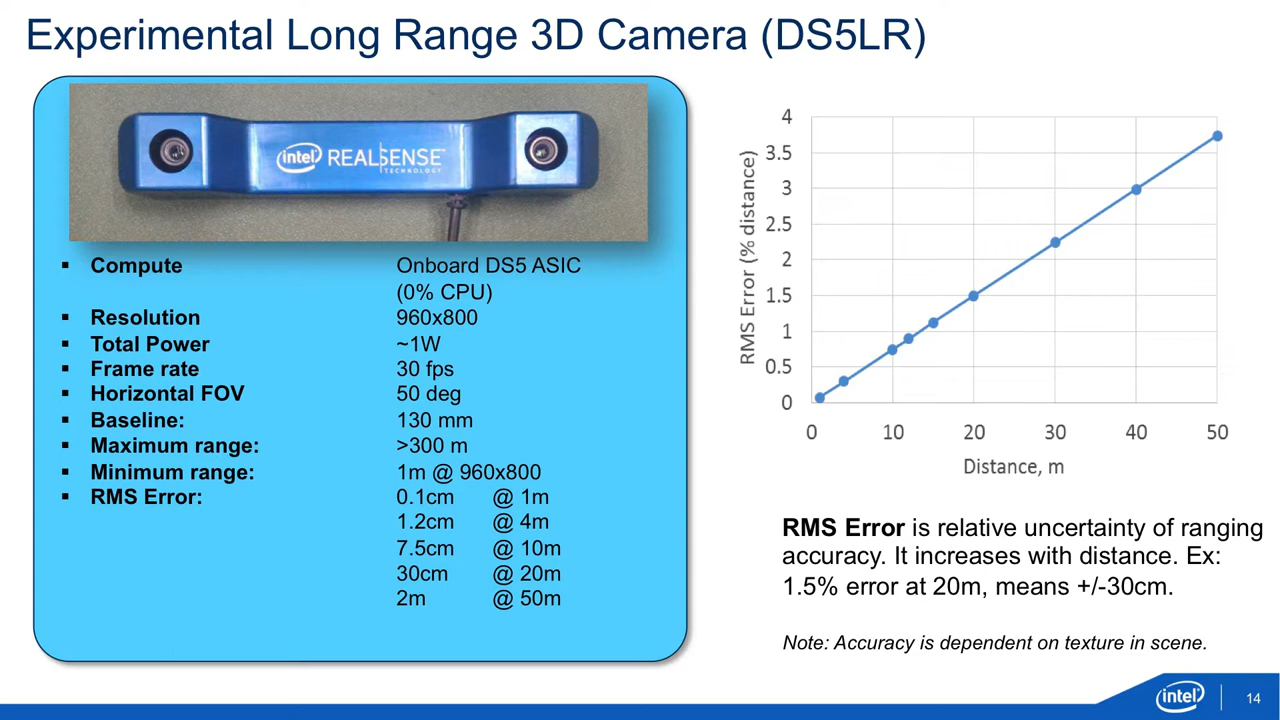 Experimental Long Range 3D Camera (DS5LR)
intel REALSENSE
TECHNOLOGY
▪ Compute Onboard DS5 ASIC
(0% CPU)
▪ Resolution 960x800
▪ Total Power ~1W
▪ Frame rate 30 fps
▪ Horizontal FOV 50 deg
▪ Baseline: 130 mm
▪ Maximum range: >300 m
▪ Minimum range: 1m @ 960x800
▪ RMS Error: 0.1cm @ 1m
1.2cm @ 4m
7.5cm @ 10m
30cm @ 20m
2m @ 50m
RMS Error (% distance)
4
3.5
3
2.5
2
1.5
1
0.5
0
0 10 20 30 40 50
Distance, m
RMS Error is relative uncertainty of ranging
accuracy. It increases with distance. Ex:
1.5% error at 20m, means +/-30cm.
Note: Accuracy is dependent on texture in scene.
intel 14